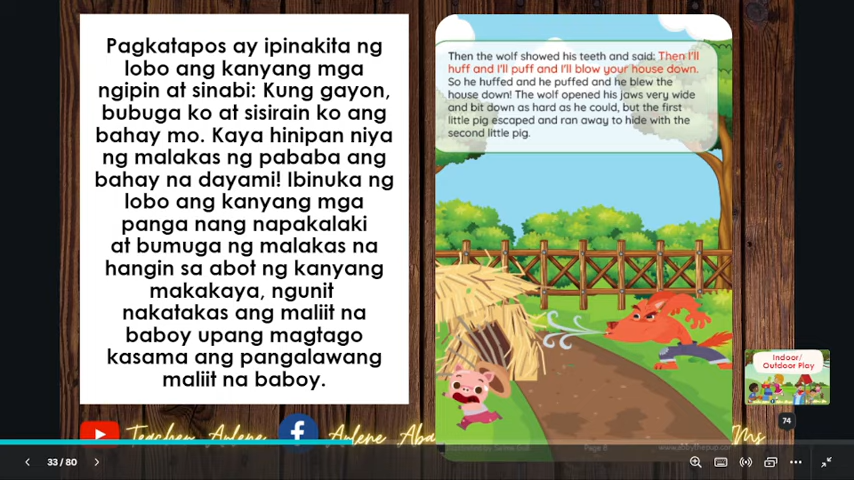 Pagkatapos ay ipinakita ng
lobo ang kanyang mga
ngipin at sinabi: Kung gayon,
bubuga ko at sisirain ko ang
bahay mo. Kaya hinipan niya
ng malakas ng pababa ang
bahay na dayami! Ibinuka ng
lobo ang kanyang mga
panga nang napakalaki
at bumuga ng malakas na
hangin sa abot ng kanyang
makakaya, ngunit
nakatakas ang maliit na
baboy upang magtago
kasama ang pangalawang
maliit na baboy.
Then the wolf showed his teeth and said: Then I'll
huff and I'll puff and I'll blow your house down.
So he huffed and he puffed and he blew the
house down! The wolf opened his jaws very wide
and bit down as hard as he could, but the first
little pig escaped and ran away to hide with the
second little pig.
Indoor/
Outdoor Play
74
Teacher Aylene
Aylene Aba
Ms
Page 8
33 / 80